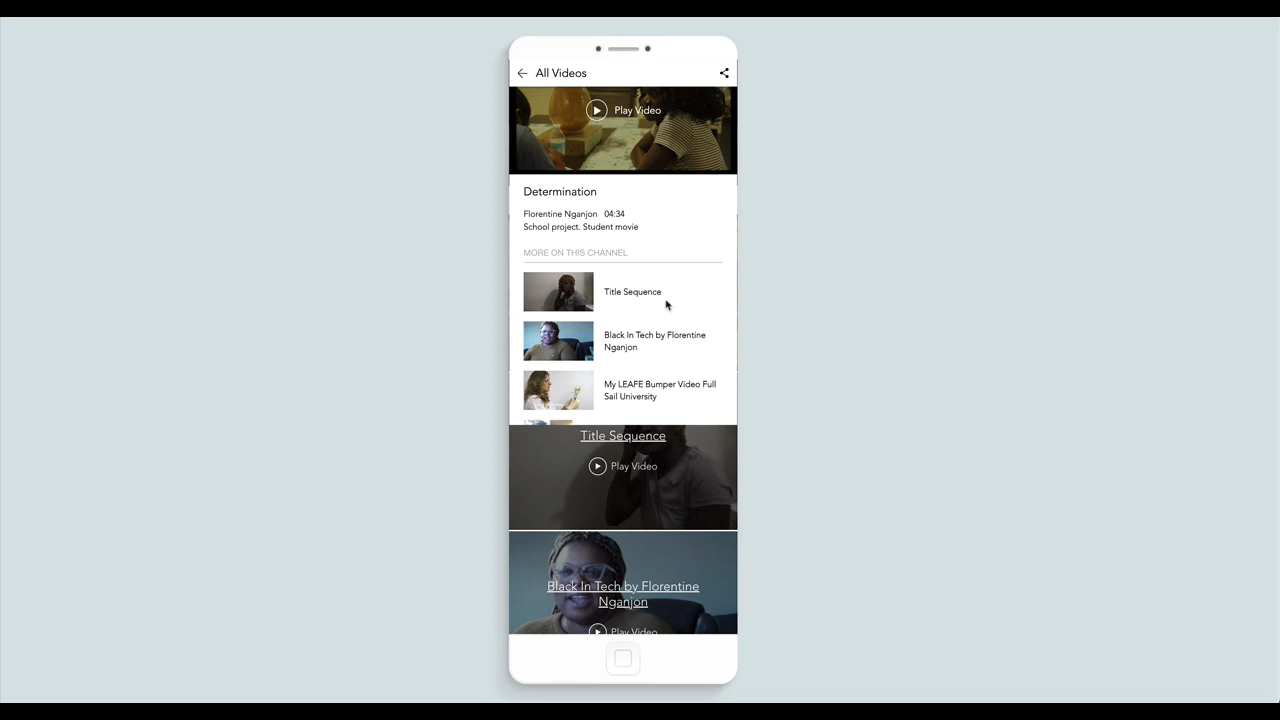 All Videos
Play Video
Determination
Florentine Nganjon 04:34
School project. Student movie
MORE ON THIS CHANNEL
Title Sequence
Black In Tech by Florentine
Nganjon
My LEAFE Bumper Video Full
Sail University
Title Sequence
Play Video
Black In Tech by Florentine
Nganjon
Play Video